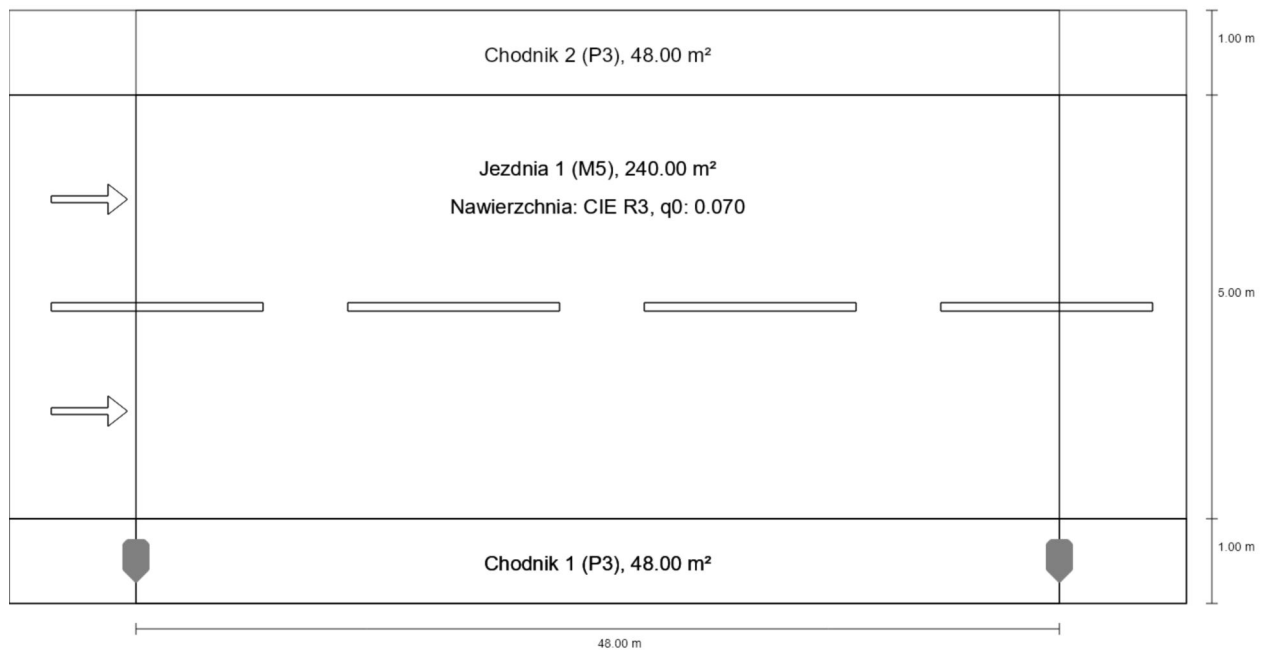 Chodnik 2 (P3), 48.00 m²
1.00 m
Jezdnia 1 (M5), 240.00 m²
Nawierzchnia: CIE R3, q0: 0.070
5.00 m
Chodnik 1 (P3), 48.00 m²
1.00 m
48.00 m